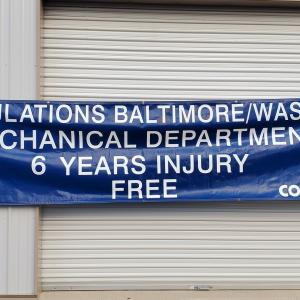 ULATIONS BALTIMORE/WAS
CHANICAL DEPARTMEN
6 YEARS INJURY
FREE
CO